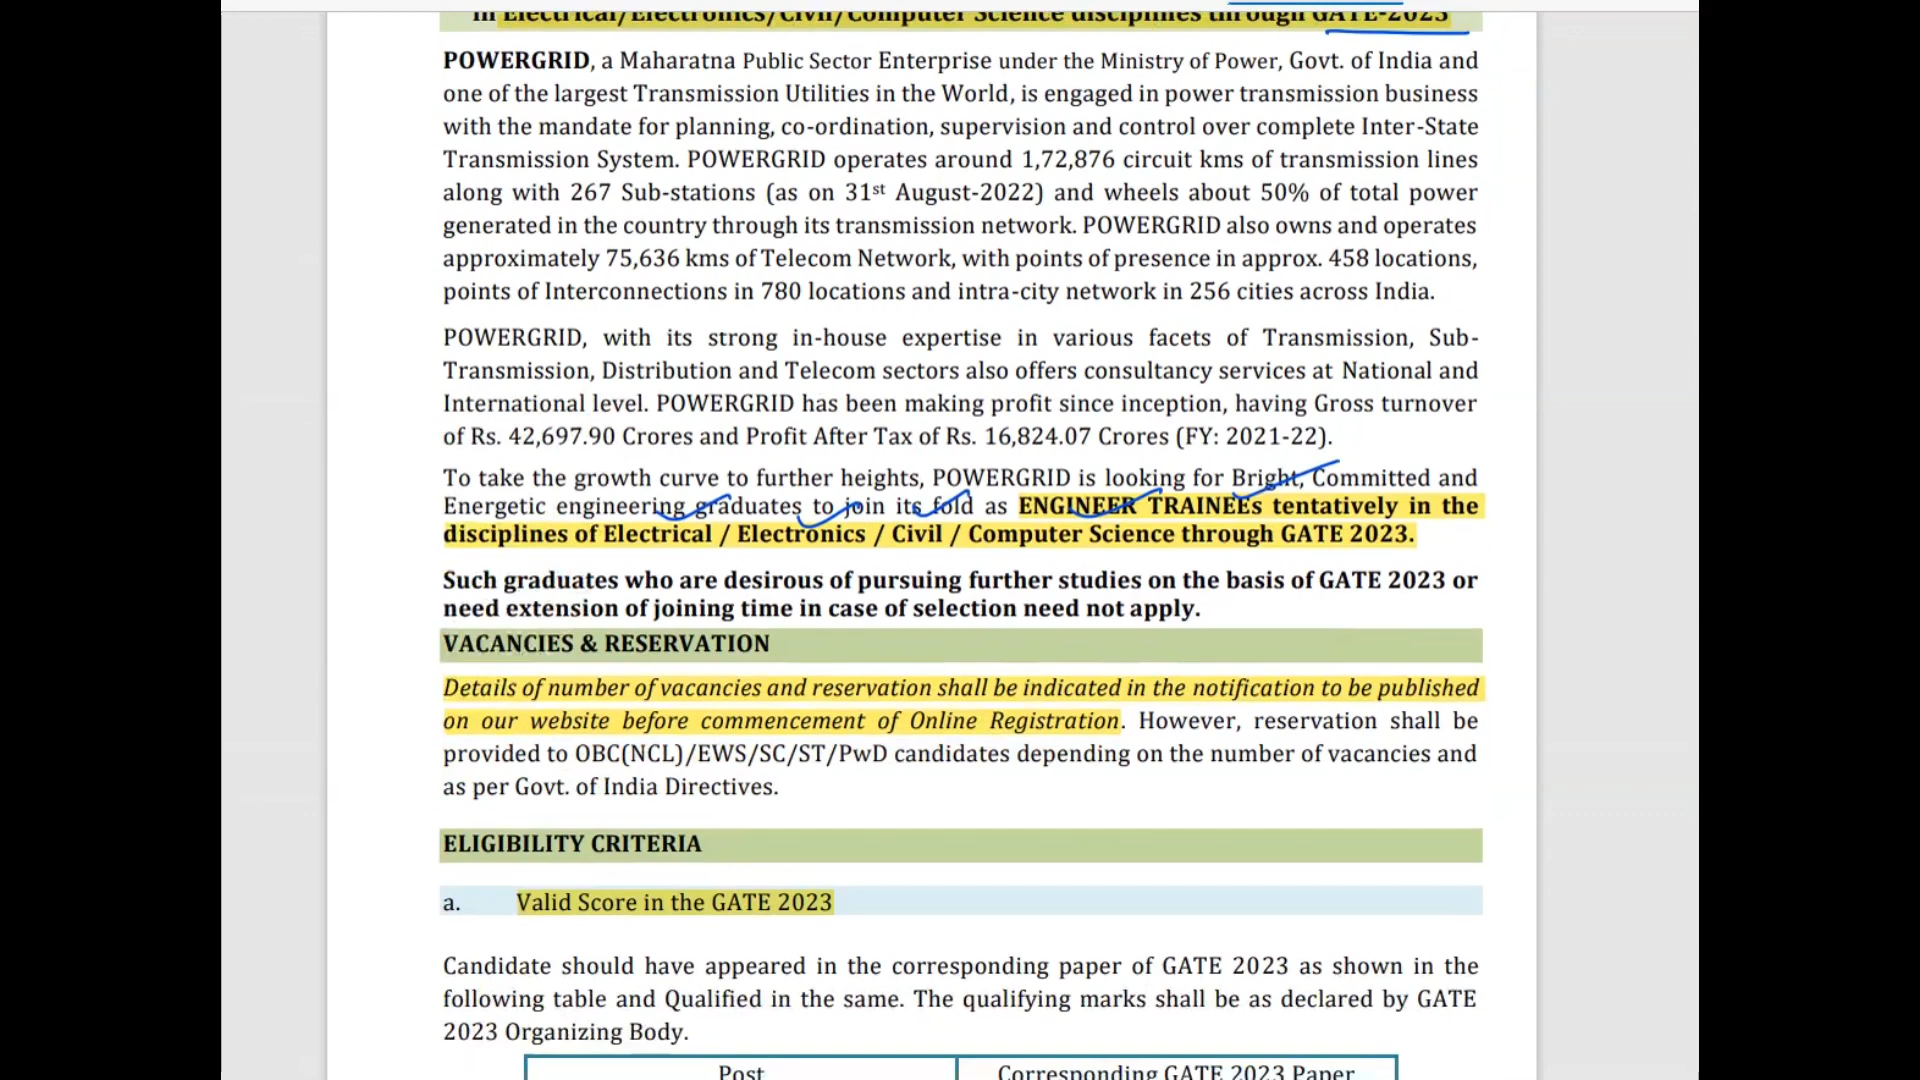 in Electrical/Electronics/Civil/Computer Science disciplines through GATE-2023
POWERGRID, a Maharatna Public Sector Enterprise under the Ministry of Power, Govt. of India and
one of the largest Transmission Utilities in the World, is engaged in power transmission business
with the mandate for planning, co-ordination, supervision and control over complete Inter-State
Transmission System. POWERGRID operates around 1,72,876 circuit kms of transmission lines
along with 267 Sub-stations (as on 31st August-2022) and wheels about 50% of total power
generated in the country through its transmission network. POWERGRID also owns and operates
approximately 75,636 kms of Telecom Network, with points of presence in approx. 458 locations,
points of Interconnections in 780 locations and intra-city network in 256 cities across India.
POWERGRID, with its strong in-house expertise in various facets of Transmission, Sub-
Transmission, Distribution and Telecom sectors also offers consultancy services at National and
International level. POWERGRID has been making profit since inception, having Gross turnover
of Rs. 42,697.90 Crores and Profit After Tax of Rs. 16,824.07 Crores (FY: 2021-22).
To take the growth curve to further heights, POWERGRID is looking for Bright, Committed and
Energetic engineering graduates to join its fold as ENGINEER TRAINEEs tentatively in the
disciplines of Electrical / Electronics / Civil / Computer Science through GATE 2023.
Such graduates who are desirous of pursuing further studies on the basis of GATE 2023 or
need extension of joining time in case of selection need not apply.
VACANCIES & RESERVATION
Details of number of vacancies and reservation shall be indicated in the notification to be published
on our website before commencement of Online Registration. However, reservation shall be
provided to OBC(NCL)/EWS/SC/ST/PwD candidates depending on the number of vacancies and
as per Govt. of India Directives.
ELIGIBILITY CRITERIA
a. Valid Score in the GATE 2023
Candidate should have appeared in the corresponding paper of GATE 2023 as shown in the
following table and Qualified in the same. The qualifying marks shall be as declared by GATE
2023 Organizing Body.
Post Corresponding GATE 2023 Paper